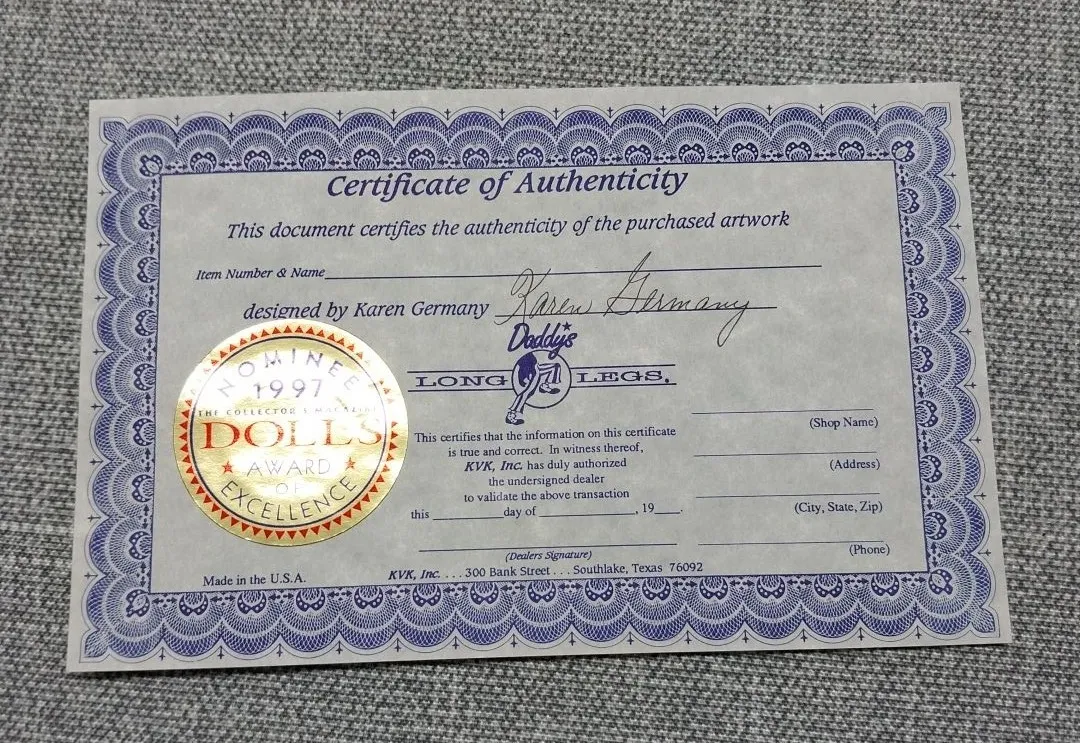 Certificate of Authenticity
This document certifies the authenticity of the purchased artwork
Item Number & Name
designed by Karen Germany Karen Germany
Daddy's
LONG LEGS®
NOMINEE
1997
THE COLLECTOR'S MAGAZINE
DOLLS
AWARD
OF
EXCELLENCE
This certifies that the information on this certificate
is true and correct. In witness thereof,
KVK, Inc. has duly authorized
the undersigned dealer
to validate the above transaction
this ________ day of ____________, 19___.
(Dealers Signature)
(Shop Name)
(Address)
(City, State, Zip)
(Phone)
Made in the U.S.A.
KVK, Inc. . . . 300 Bank Street . . . Southlake, Texas 76092